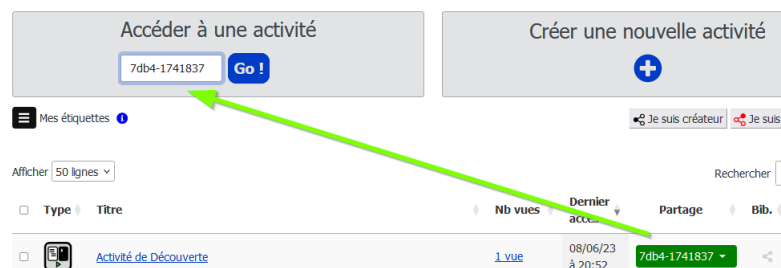 Accéder à une activité
7db4-1741837 Go !
Créer une nouvelle activité
Mes étiquettes
Je suis créateur Je suis
Afficher 50 lignes
Rechercher
Type Titre Nb vues Dernier accès Partage Bib.
Activité de Découverte 1 vue 08/06/23 à 20:52 7db4-1741837